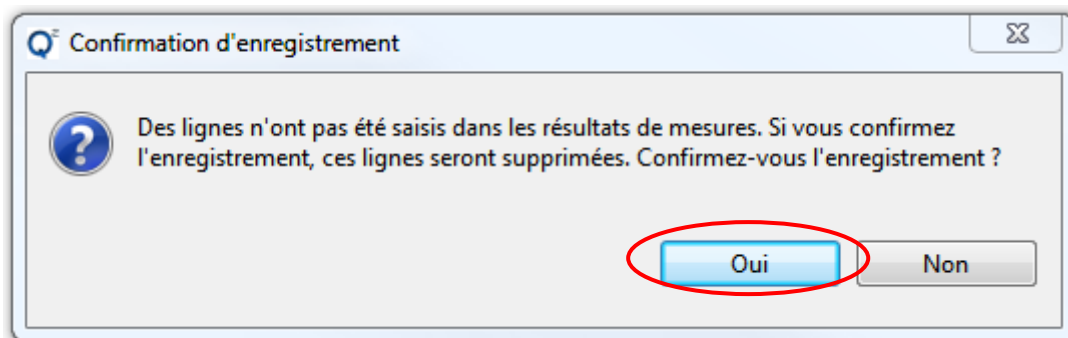 Q² Confirmation d'enregistrement
Des lignes n'ont pas été saisis dans les résultats de mesures. Si vous confirmez
l'enregistrement, ces lignes seront supprimées. Confirmez-vous l'enregistrement ?
Oui
Non